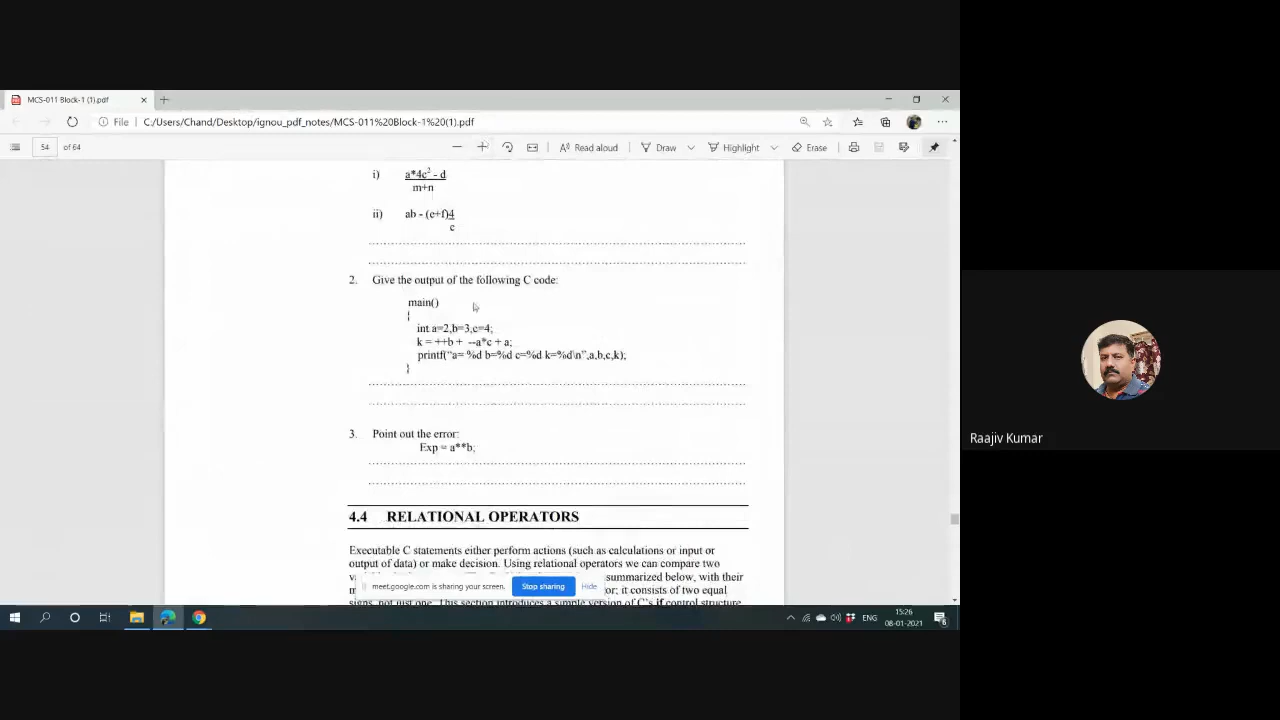 MCS-011 Block-1 (1).pdf
File C:/Users/Chand/Desktop/ignou_pdf_notes/MCS-011%20Block-1%20(1).pdf
54 of 64 Read aloud Draw Highlight Erase
i) a*4c² - d
m+n
ii) ab - (e+f)4
c
2. Give the output of the following C code:
main()
{
int a=2,b=3,c=4;
k = ++b + --a*c + a;
printf("a= %d b=%d c=%d k=%d\n",a,b,c,k);
}
3. Point out the error:
Exp = a**b;
4.4 RELATIONAL OPERATORS
Executable C statements either perform actions (such as calculations or input or
output of data) or make decision. Using relational operators we can compare two
summarized below, with their
meet.google.com is sharing your screen. Stop sharing Hide
it consists of two equal
signs, not just one. This section introduces a simple version of C's if control structure
Raajiv Kumar
ENG
15:26
08-01-2021
6